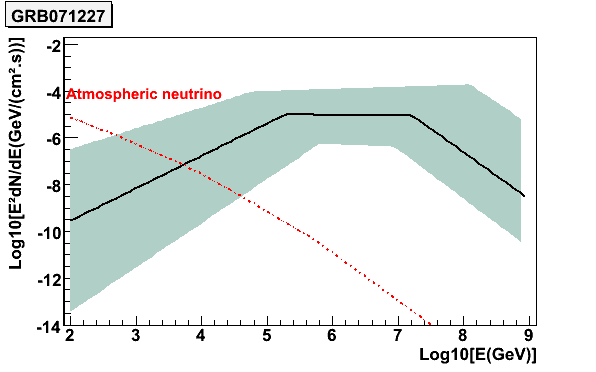 GRB071227
Log10[E²dN/dE(GeV/(cm².s))]
-2
-4
Atmospheric neutrino
-6
-8
-10
-12
-14
2 3 4 5 6 7 8 9
Log10[E(GeV)]